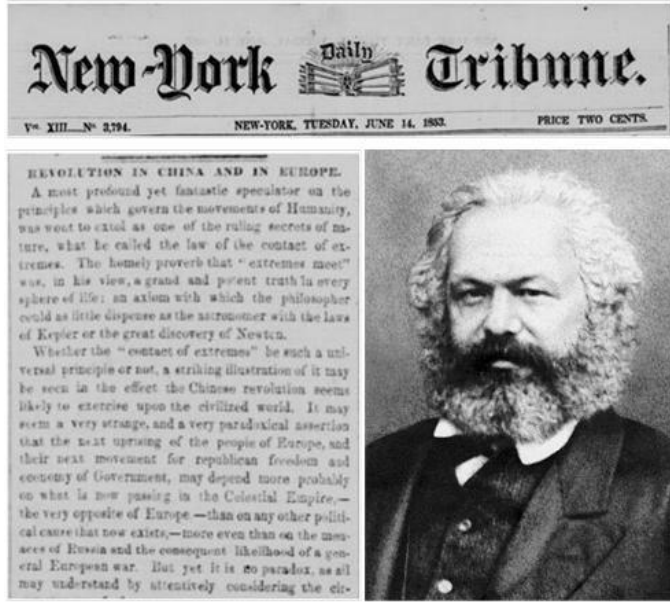 New-York Daily Tribune.
Vol. XIII....No. 3,794.
NEW-YORK, TUESDAY, JUNE 14, 1853.
PRICE TWO CENTS.
REVOLUTION IN CHINA AND IN EUROPE.
A most profound yet fantastic speculator on the
principles which govern the movements of Humanity,
was wont to extol as one of the ruling secrets of na-
ture, what he called the law of the contact of ex-
tremes. The homely proverb that "extremes meet"
was, in his view, a grand and potent truth in every
sphere of life; an axiom with which the philosopher
could as little dispense as the astronomer with the laws
of Kepler or the great discovery of Newton.
Whether the "contact of extremes" be such a uni-
versal principle or not, a striking illustration of it may
be seen in the effect the Chinese revolution seems
likely to exercise upon the civilized world. It may
seem a very strange, and a very paradoxical assertion
that the next uprising of the people of Europe, and
their next movement for republican freedom and
economy of Government, may depend more probably
on what is now passing in the Celestial Empire,—
the very opposite of Europe—than on any other politi-
cal cause that now exists,—more even than on the men-
aces of Russia and the consequent likelihood of a gen-
eral European war. But yet it is no paradox, as all
may understand by attentively considering the cir-